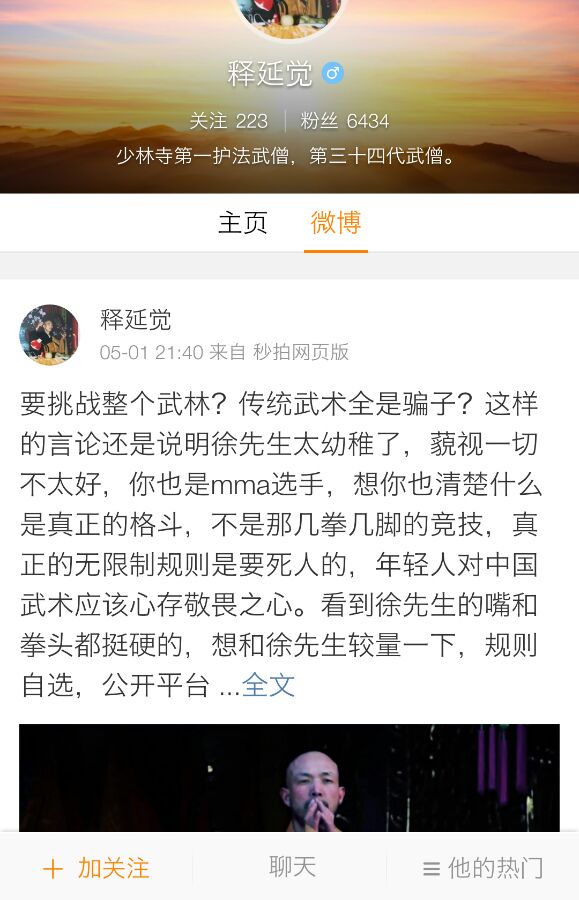 释延觉
关注 223 粉丝 6434
少林寺第一护法武僧，第三十四代武僧。
主页 微博
释延觉
05-01 21:40 来自 秒拍网页版
要挑战整个武林？传统武术全是骗子？这样
的言论还是说明徐先生太幼稚了，藐视一切
不太好，你也是mma选手，想你也清楚什么
是真正的格斗，不是那几拳几脚的竞技，真
正的无限制规则是要死人的，年轻人对中国
武术应该心存敬畏之心。看到徐先生的嘴和
拳头都挺硬的，想和徐先生较量一下，规则
自选，公开平台 ...全文
加关注 聊天 他的热门